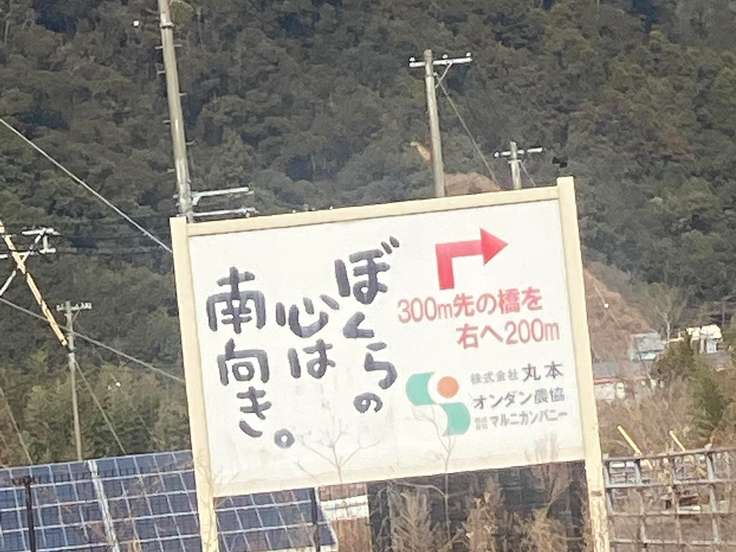 ぼくらの
心は
南向き。
300m先の橋を
右へ200m
株式会社 丸本
オンダン農協
マルニカンパニー